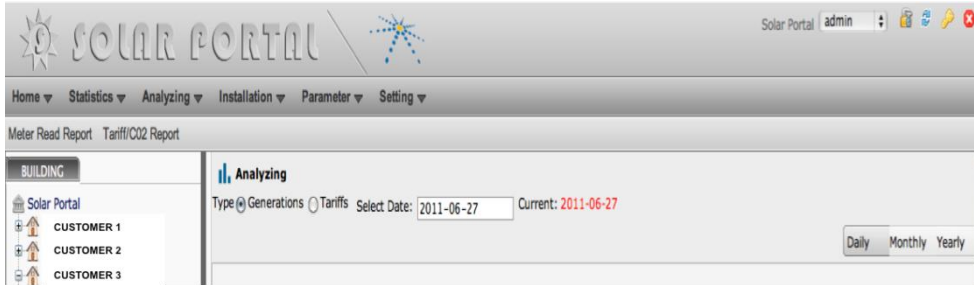 SOLAR PORTAL
Solar Portal admin
Home Statistics Analyzing Installation Parameter Setting
Meter Read Report Tariff/CO2 Report
BUILDING
Analyzing
Solar Portal
Type Generations Tariffs Select Date: 2011-06-27 Current: 2011-06-27
CUSTOMER 1
CUSTOMER 2
Daily Monthly Yearly
CUSTOMER 3